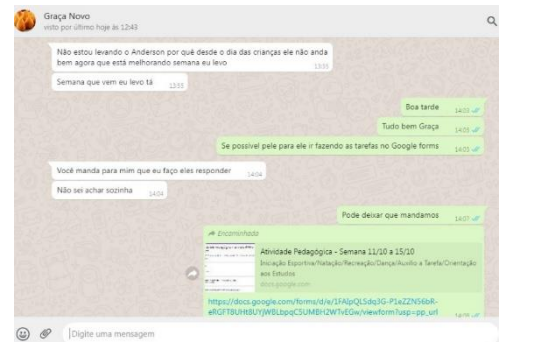 Graça Novo
visto por último hoje às 12:43
Não estou levando o Anderson por quê desde o dia das crianças ele não anda
bem agora que está melhorando semana eu levo
13:55
Semana que vem eu levo tá
13:55
Boa tarde
14:03
Tudo bem Graça
14:03
Se possivel pele para ele ir fazendo as tarefas no Google forms
14:03
Você manda para mim que eu faço eles responder
14:04
Não sei achar sozinha
14:04
Pode deixar que mandamos
14:07
Encaminhada
Atividade Pedagógica - Semana 11/10 a 15/10
Iniciação Esportiva/Natação/Recreação/Dança/Auxilio a Tarefa/Orientação
aos Estudos
docs.google.com
https://docs.google.com/forms/d/e/1FAIpQLSdq3G-P1eZZNS6bR-
eRGFT8UHt8UYjWBLbpqC5UMBH2WTvEGw/viewform?usp=pp_url
Digite uma mensagem